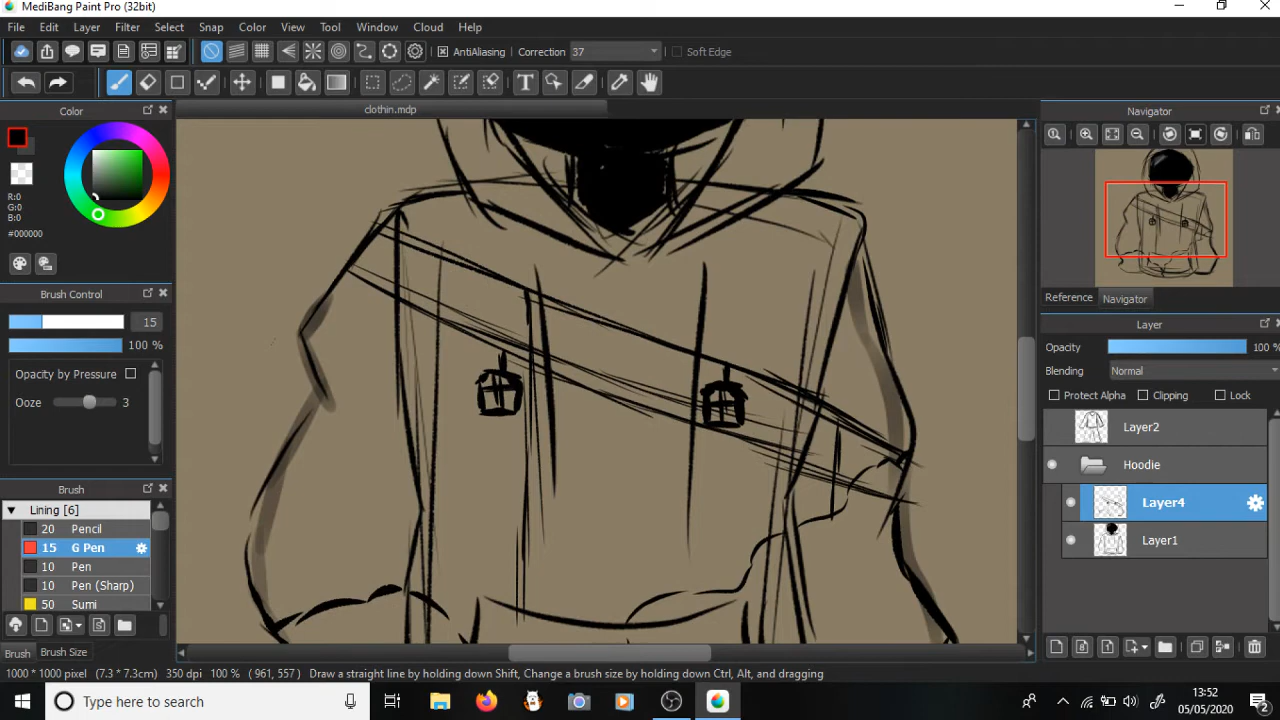 MediBang Paint Pro (32bit)
File Edit Layer Filter Select Snap Color View Tool Window Cloud Help
AntiAliasing Correction 37 Soft Edge
T
Color
clothin.mdp
Navigator
R:0
G:0
B:0
#000000
Brush Control
15
100 %
Opacity by Pressure
Ooze 3
Reference Navigator
Layer
Opacity 100 %
Blending Normal
Protect Alpha Clipping Lock
Layer2
Hoodie
Layer4
Layer1
Brush
Lining [6]
20 Pencil
15 G Pen
10 Pen
10 Pen (Sharp)
50 Sumi
Brush Brush Size
1000 * 1000 pixel (7.3 * 7.3cm) 350 dpi 100 % ( 961, 557 ) Draw a straight line by holding down Shift, Change a brush size by holding down Ctrl, Alt, and dragging
Type here to search
13:52
05/05/2020
2